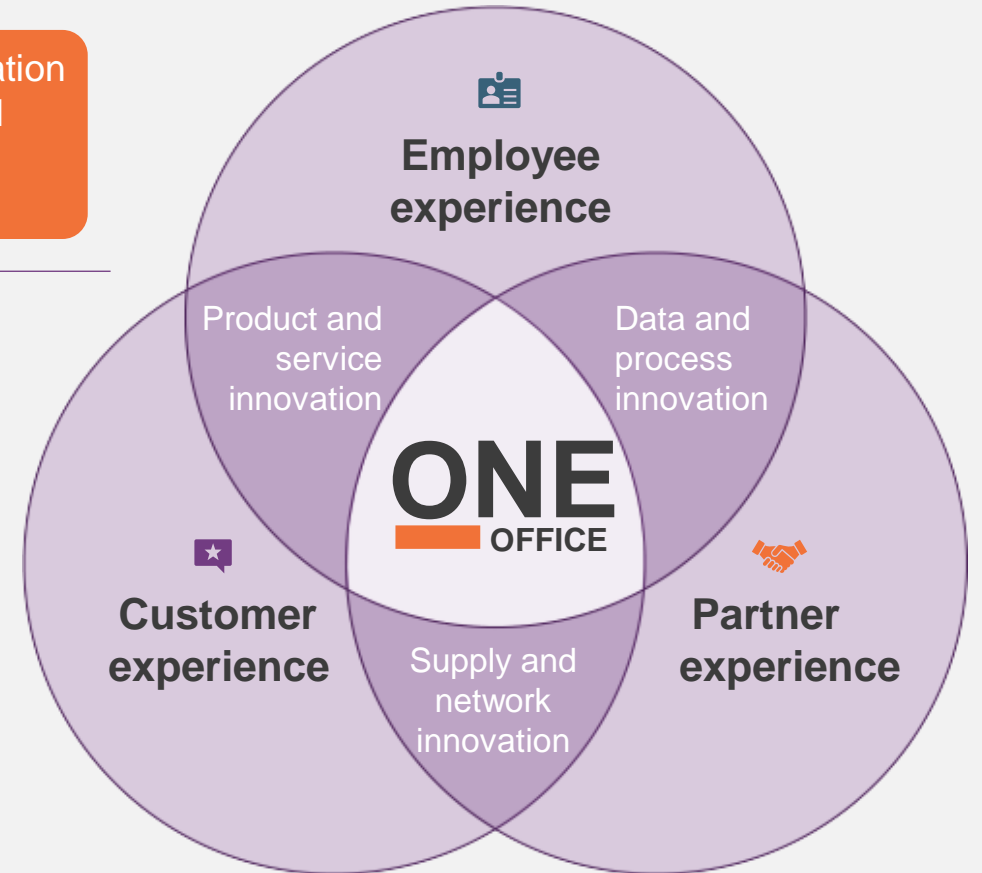 Employee
experience
Product and
service
innovation
Data and
process
innovation
ONE
OFFICE
Customer
experience
Partner
experience
Supply and
network
innovation